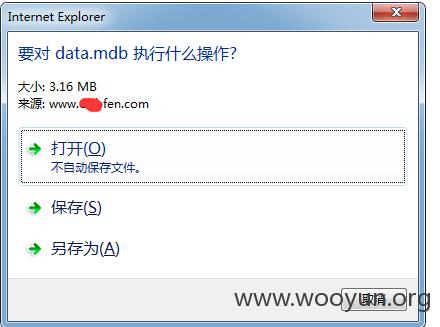 Internet Explorer
要对 data.mdb 执行什么操作?
大小: 3.16 MB
来源: www. fen.com
打开(O)
不自动保存文件。
保存(S)
另存为(A)
取消
www.wooyun.org